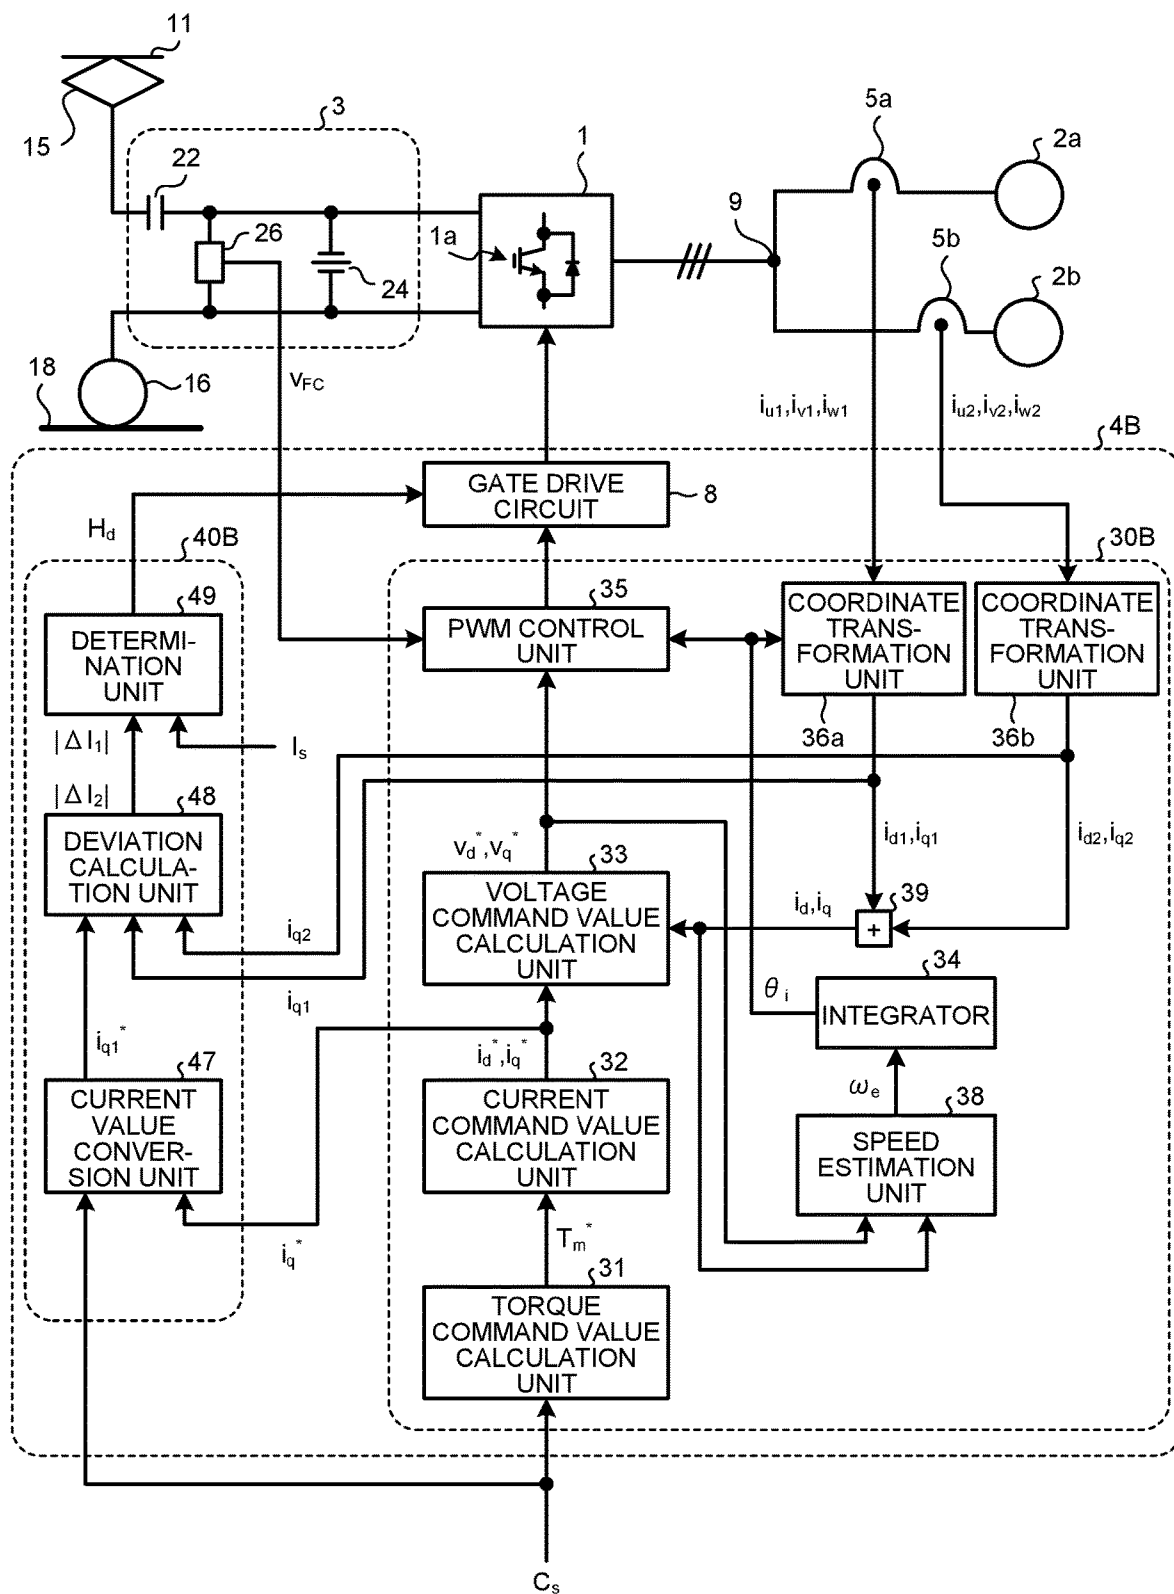 11
15
3
22
26
24
1
1a
9
5a
2a
5b
2b
18
16
vFC
iu1,iv1,iw1
iu2,iv2,iw2
4B
GATE DRIVE
CIRCUIT
8
Hd
40B
30B
49
DETERMI-
NATION
UNIT
35
PWM CONTROL
UNIT
COORDINATE
TRANS-
FORMATION
UNIT
36a
COORDINATE
TRANS-
FORMATION
UNIT
36b
|ΔI1|
Is
|ΔI2|
48
DEVIATION
CALCULA-
TION UNIT
vd*,vq*
33
VOLTAGE
COMMAND VALUE
CALCULATION
UNIT
id1,iq1
id2,iq2
id,iq
39
+
iq2
iq1
34
INTEGRATOR
θi
iq1*
id*,iq*
47
CURRENT
VALUE
CONVER-
SION UNIT
32
CURRENT
COMMAND VALUE
CALCULATION
UNIT
ωe
38
SPEED
ESTIMATION
UNIT
iq*
Tm*
31
TORQUE
COMMAND VALUE
CALCULATION
UNIT
Cs